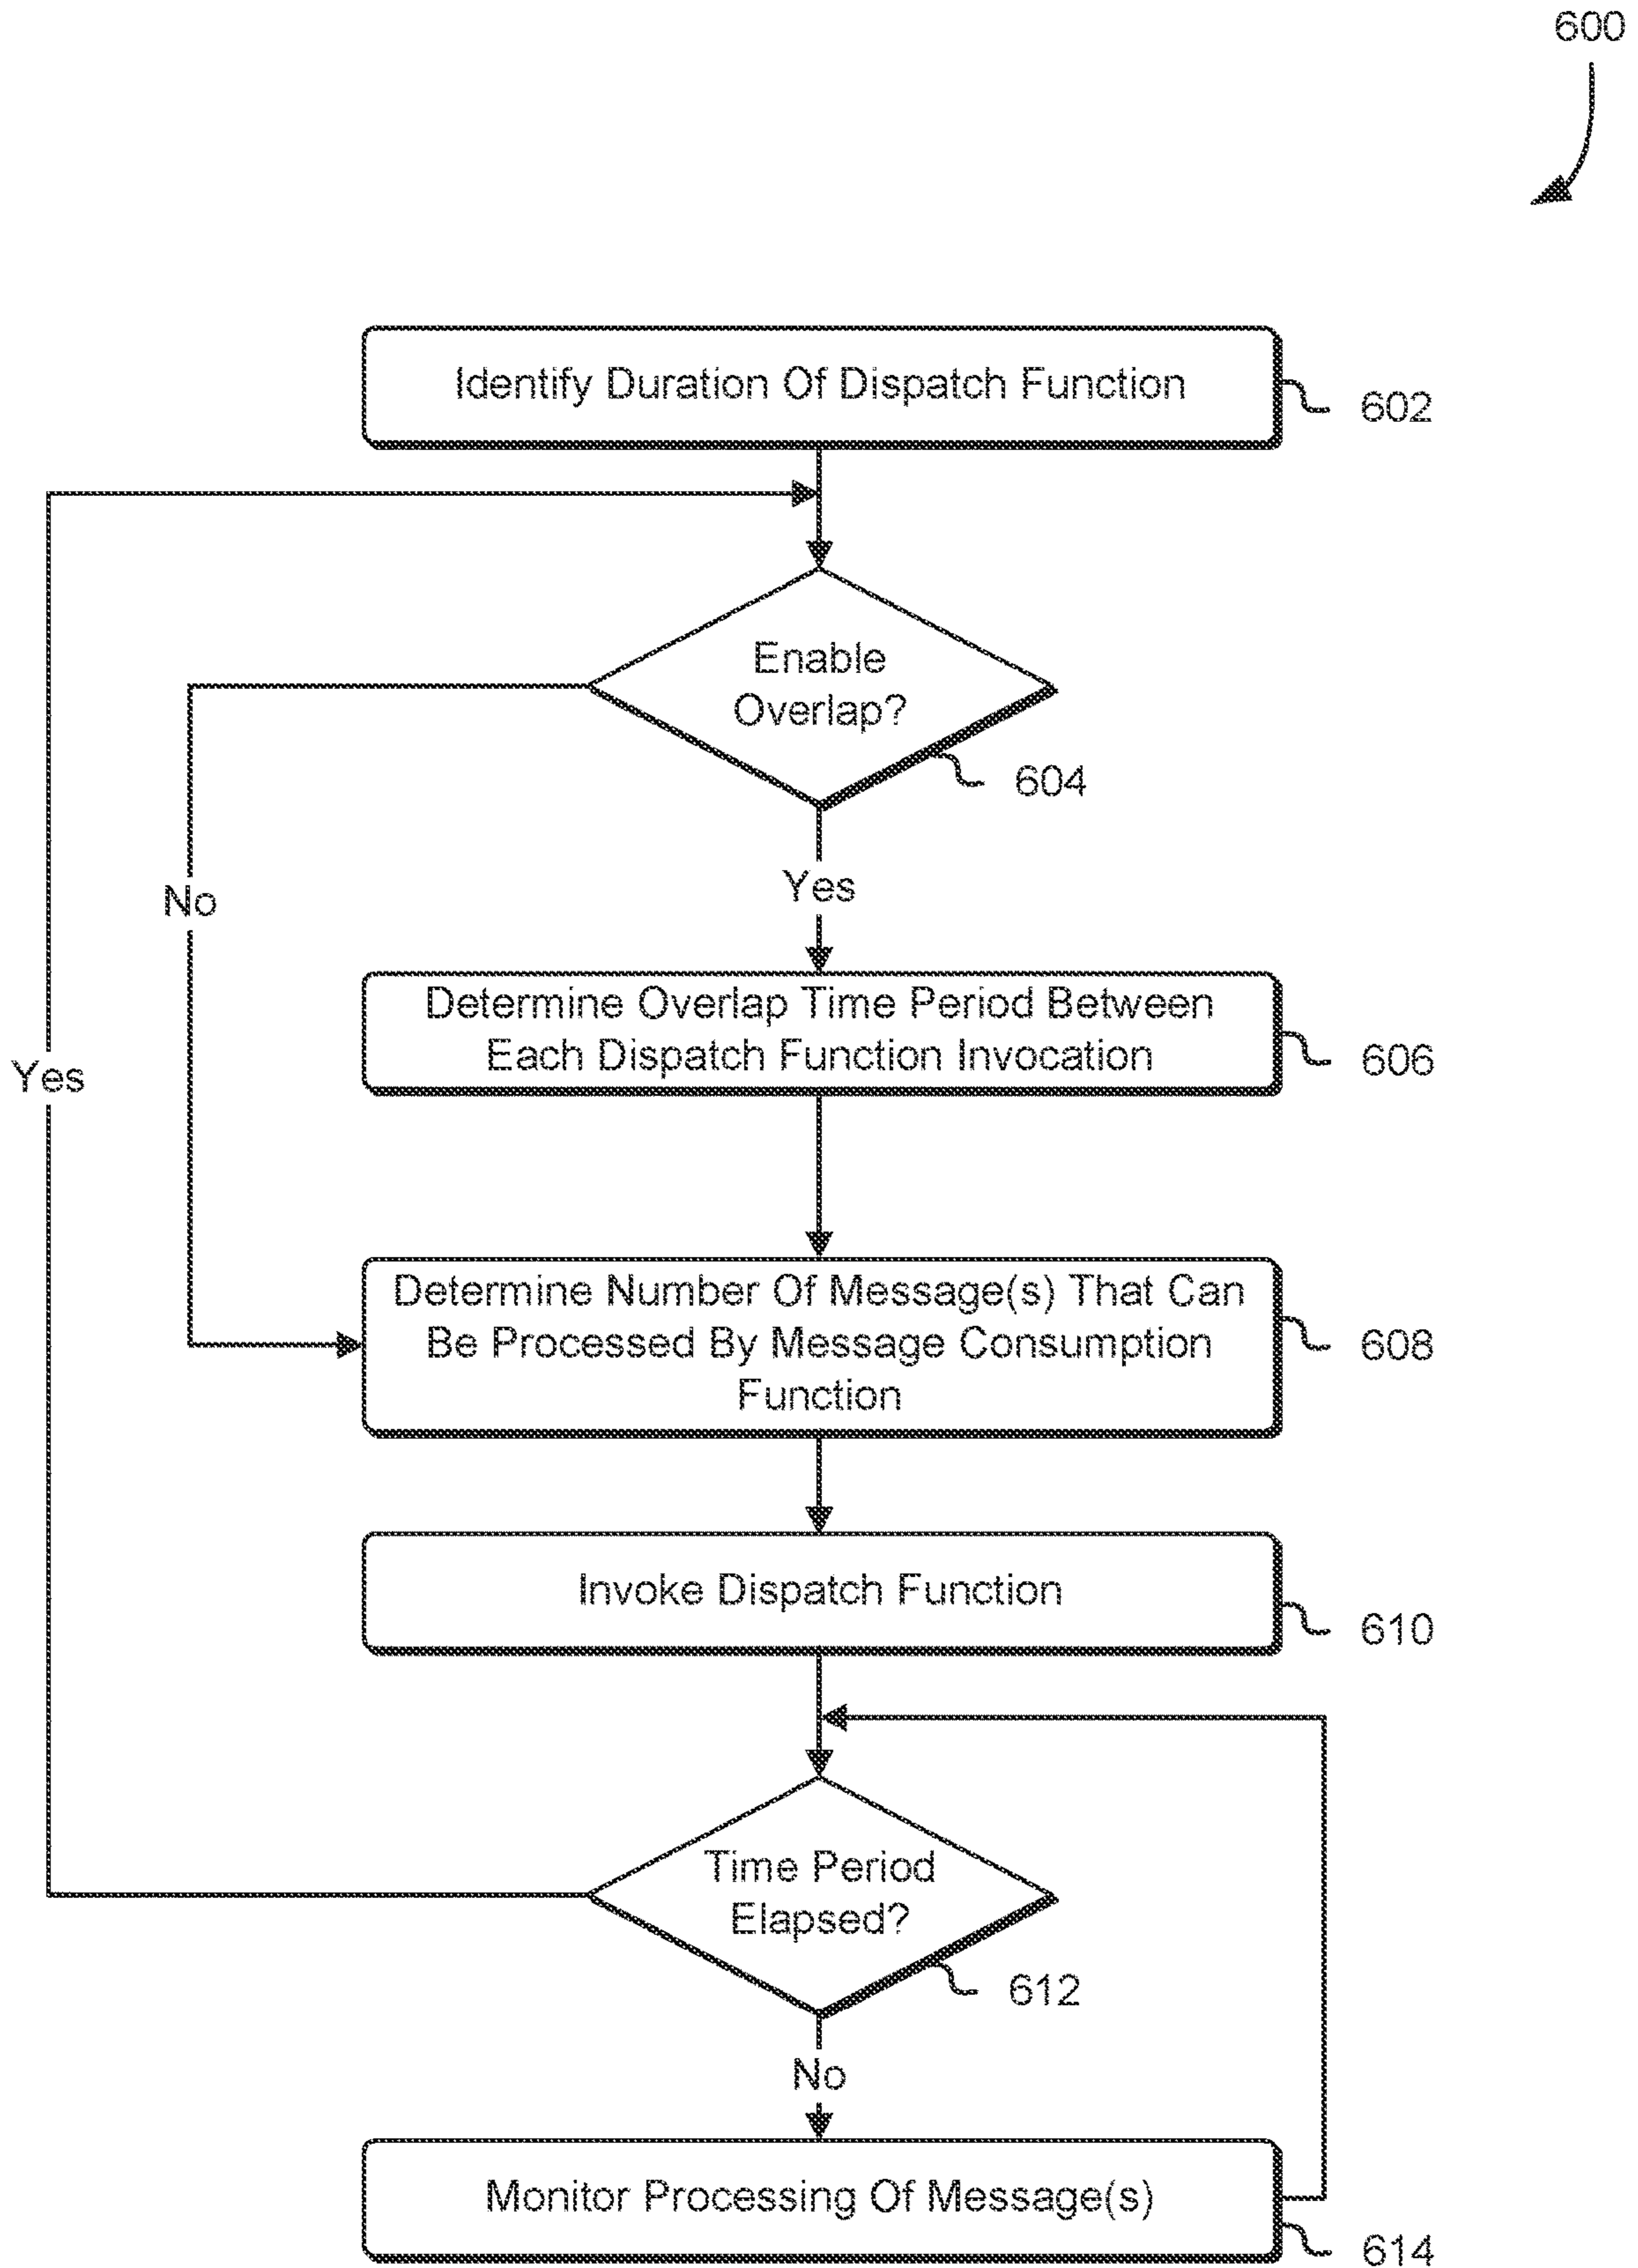 600
Identify Duration Of Dispatch Function
602
Enable
Overlap?
604
Yes
No
Determine Overlap Time Period Between
Each Dispatch Function Invocation
606
Yes
Determine Number Of Message(s) That Can
Be Processed By Message Consumption
Function
608
Invoke Dispatch Function
610
Time Period
Elapsed?
612
No
Monitor Processing Of Message(s)
614